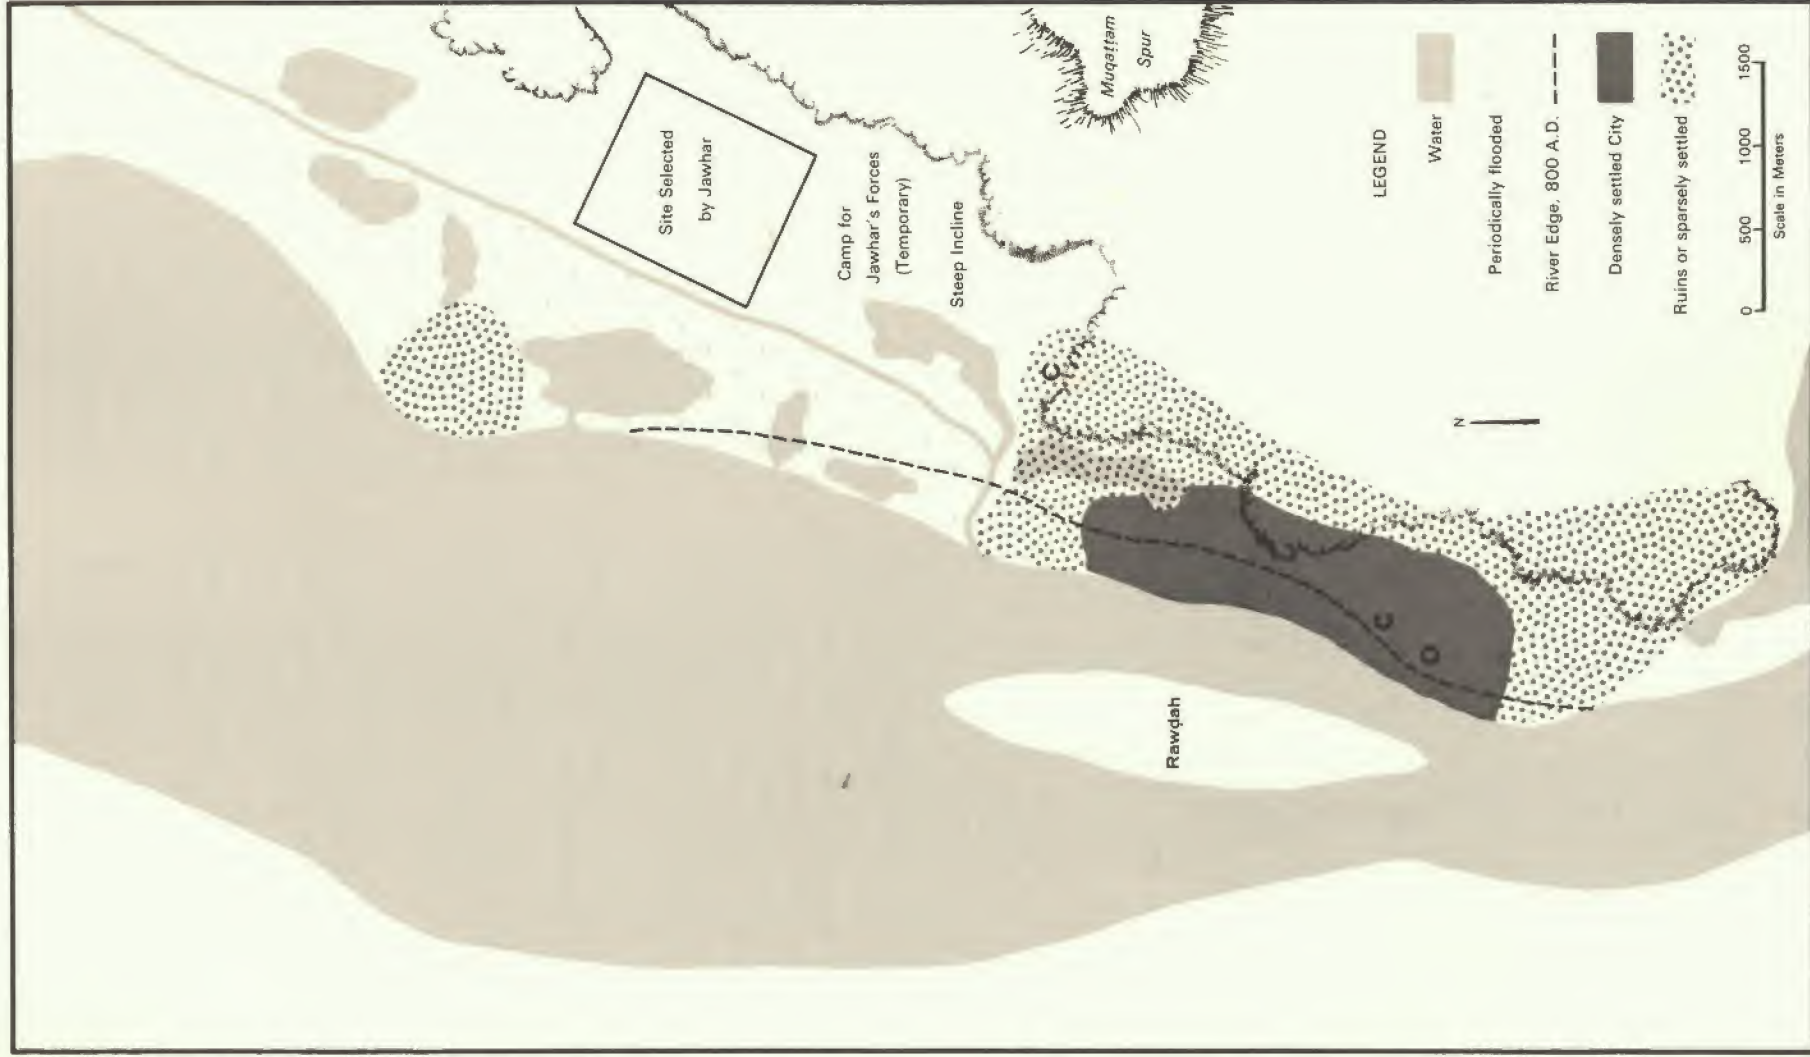 Muqaṭṭam
Spur
Site Selected
by Jawhar
Camp for
Jawhar's Forces
(Temporary)
Steep Incline
C
C
O
Rawḍah
N
LEGEND
Water
Periodically flooded
River Edge, 800 A.D.
Densely settled City
Ruins or sparsely settled
0 500 1000 1500
Scale in Meters